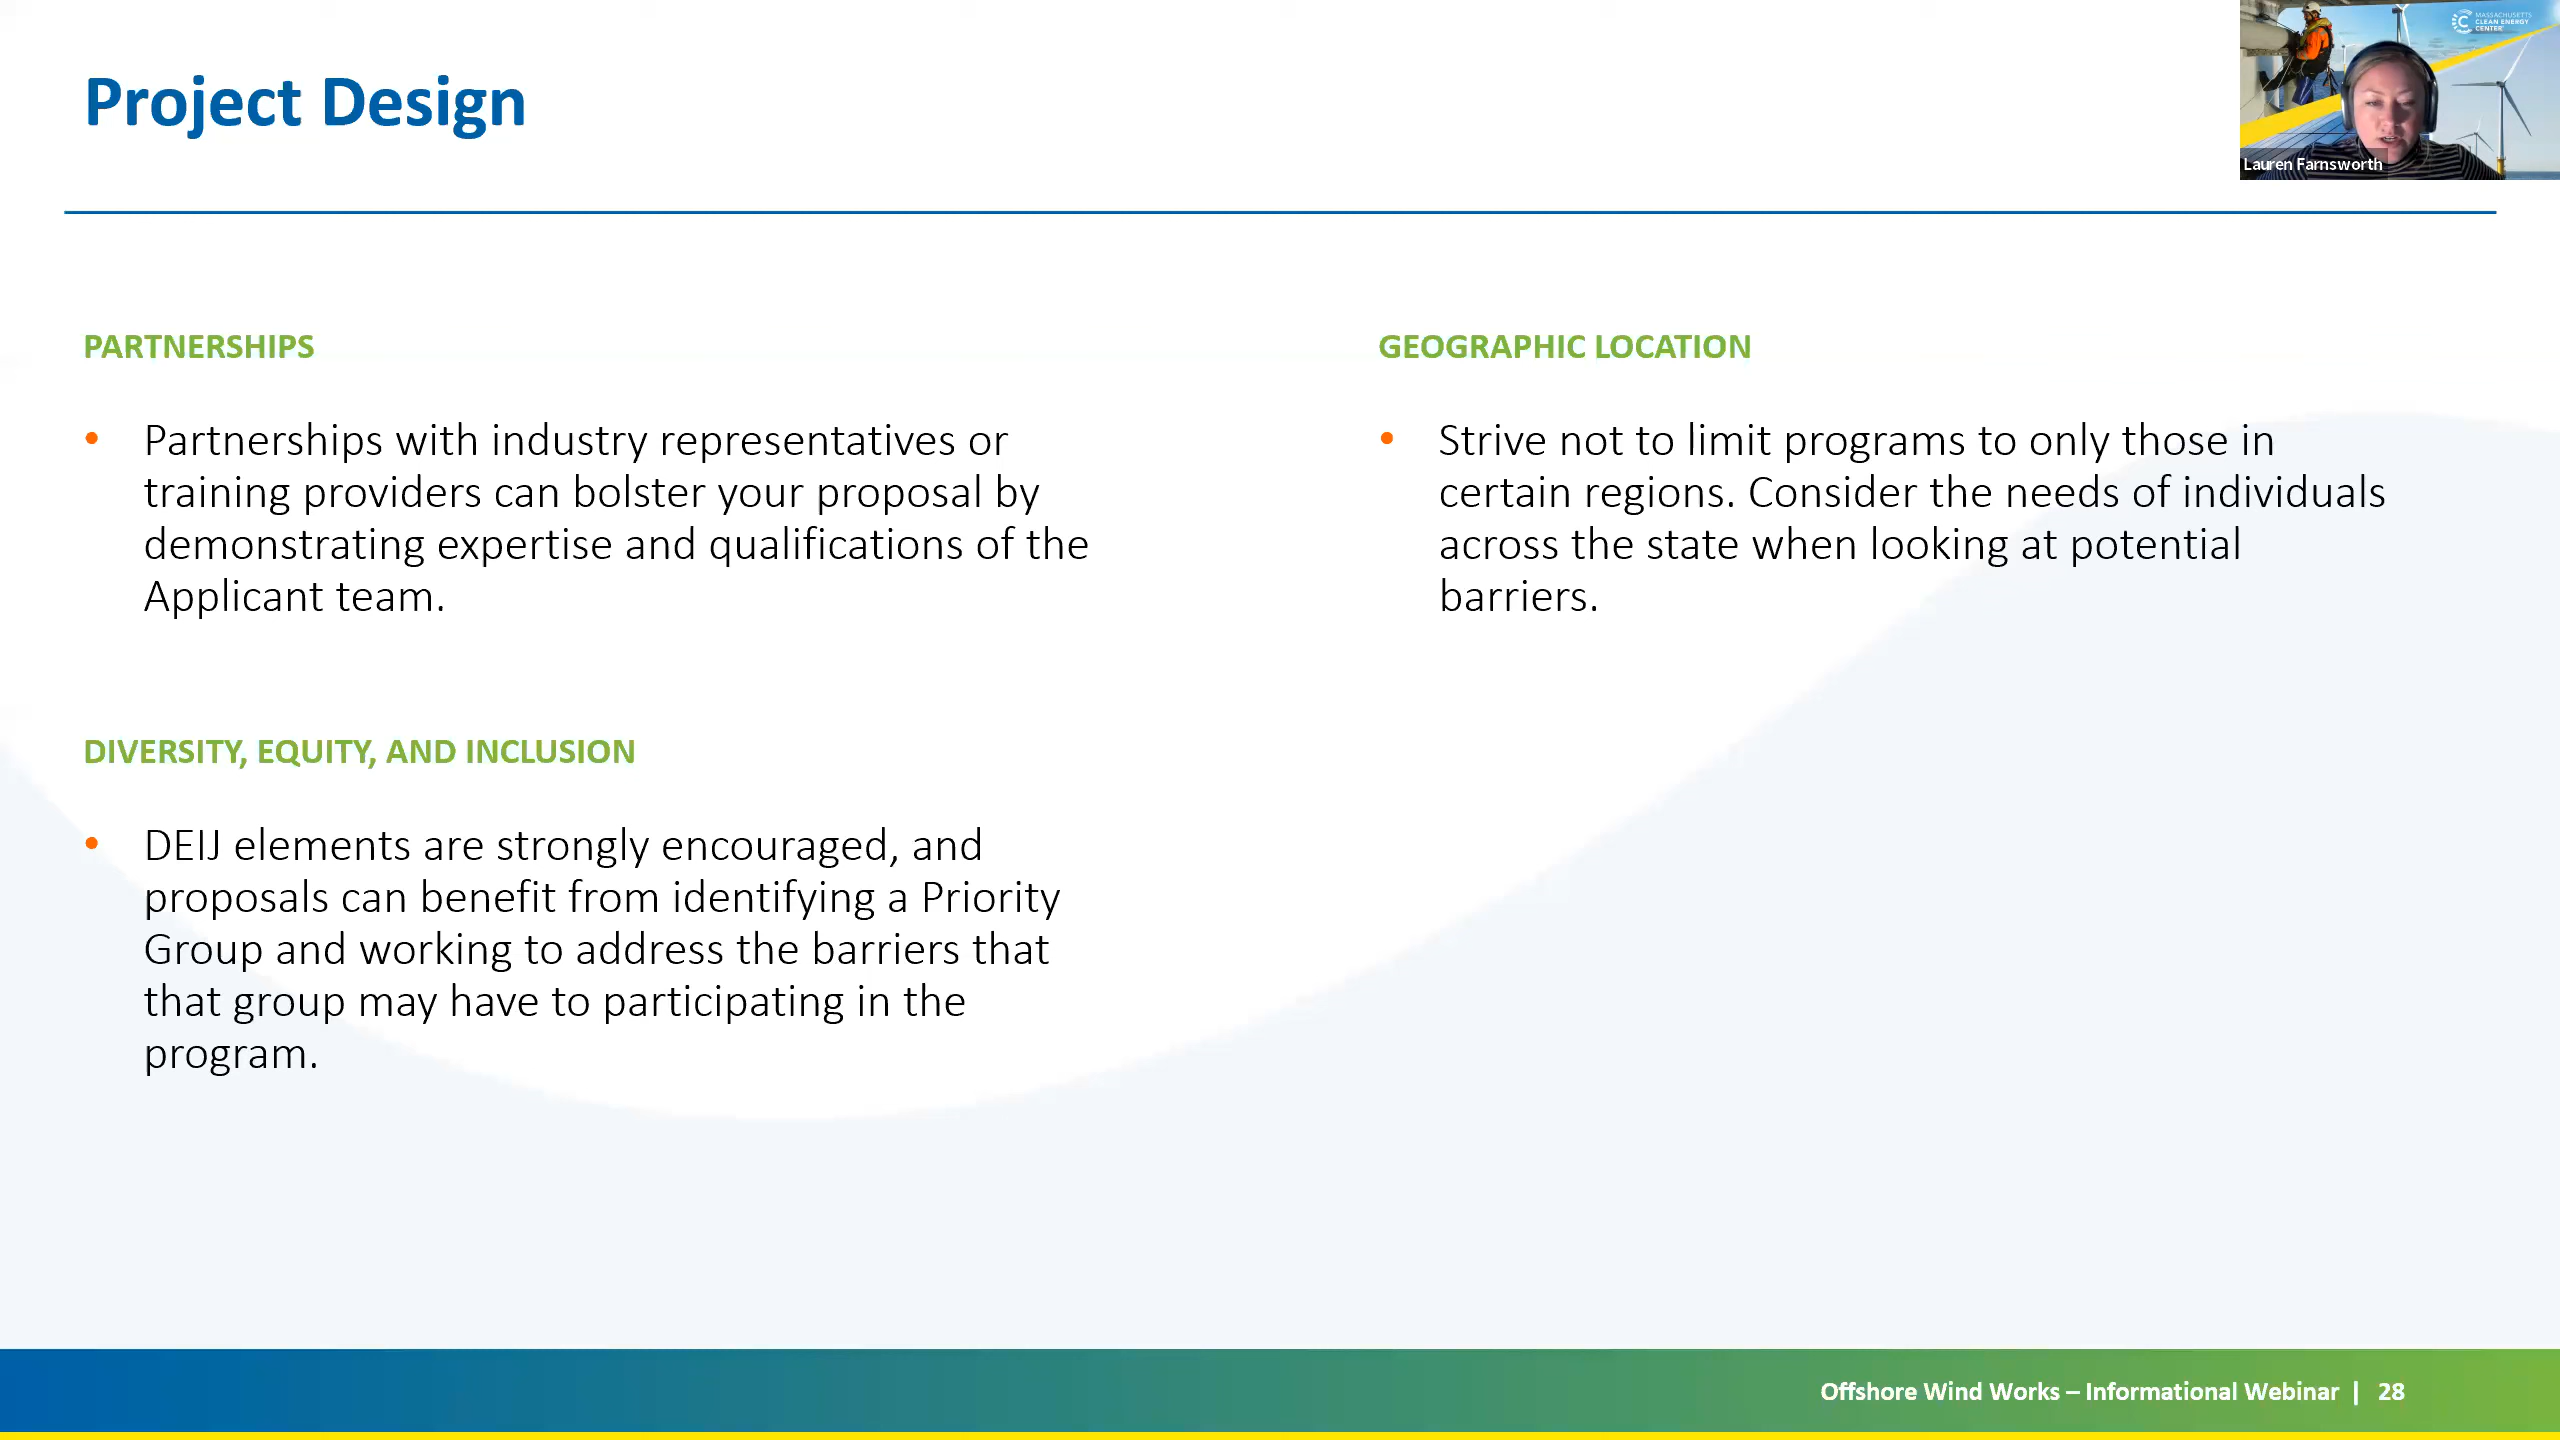 Project Design
MASSACHUSETTS
CLEAN ENERGY
CENTER
Lauren Farnsworth
PARTNERSHIPS
• Partnerships with industry representatives or
training providers can bolster your proposal by
demonstrating expertise and qualifications of the
Applicant team.
DIVERSITY, EQUITY, AND INCLUSION
• DEIJ elements are strongly encouraged, and
proposals can benefit from identifying a Priority
Group and working to address the barriers that
that group may have to participating in the
program.
GEOGRAPHIC LOCATION
• Strive not to limit programs to only those in
certain regions. Consider the needs of individuals
across the state when looking at potential
barriers.
Offshore Wind Works – Informational Webinar | 28